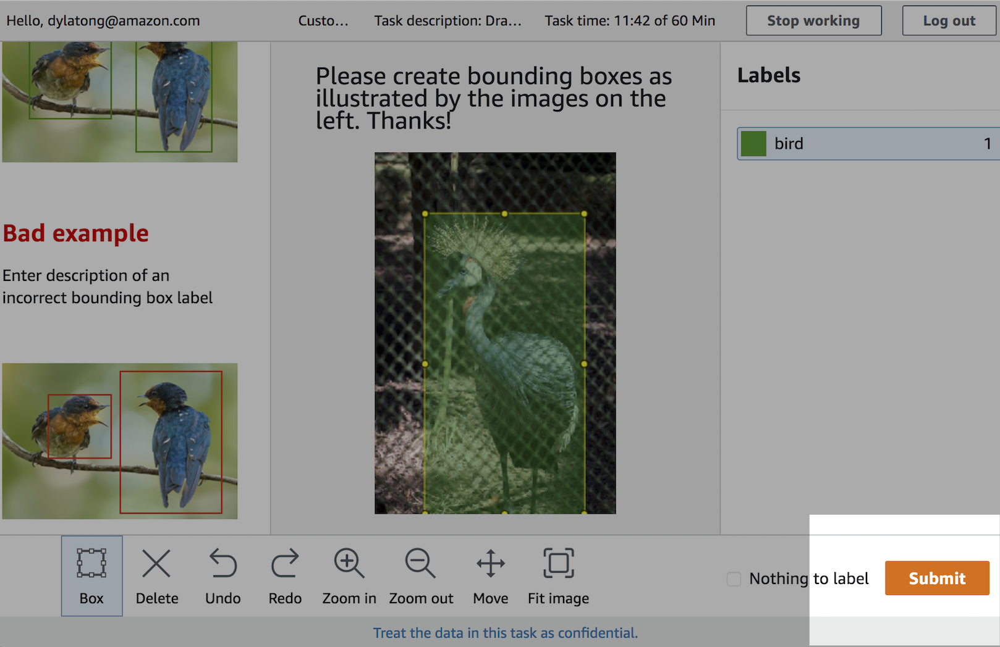 Hello, dylatong@amazon.com
Custo...
Task description: Dra...
Task time: 11:42 of 60 Min
Stop working
Log out
Bad example
Enter description of an
incorrect bounding box label
Please create bounding boxes as
illustrated by the images on the
left. Thanks!
Labels
bird 1
Box
Delete
Undo
Redo
Zoom in
Zoom out
Move
Fit image
Nothing to label
Submit
Treat the data in this task as confidential.